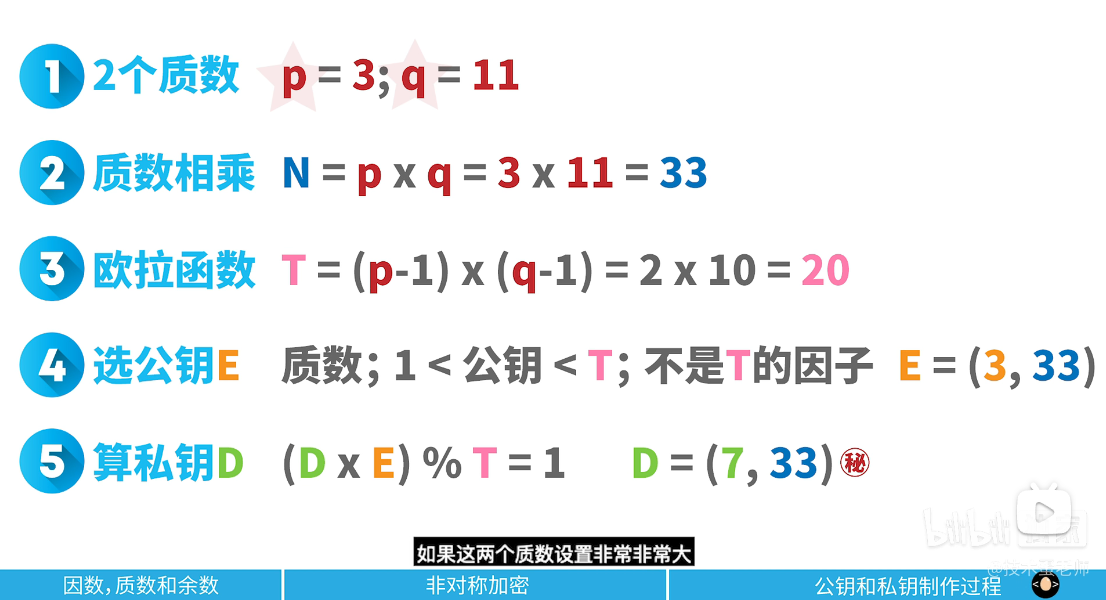 1 2个质数 p = 3; q = 11
2 质数相乘 N = p x q = 3 x 11 = 33
3 欧拉函数 T = (p-1) x (q-1) = 2 x 10 = 20
4 选公钥E 质数；1 < 公钥 < T；不是T的因子 E = (3, 33)
5 算私钥D (D x E) % T = 1 D = (7, 33) 秘
bilibili
如果这两个质数设置非常非常大
@技术蛋老师
因数,质数和余数 非对称加密 公钥和私钥制作过程